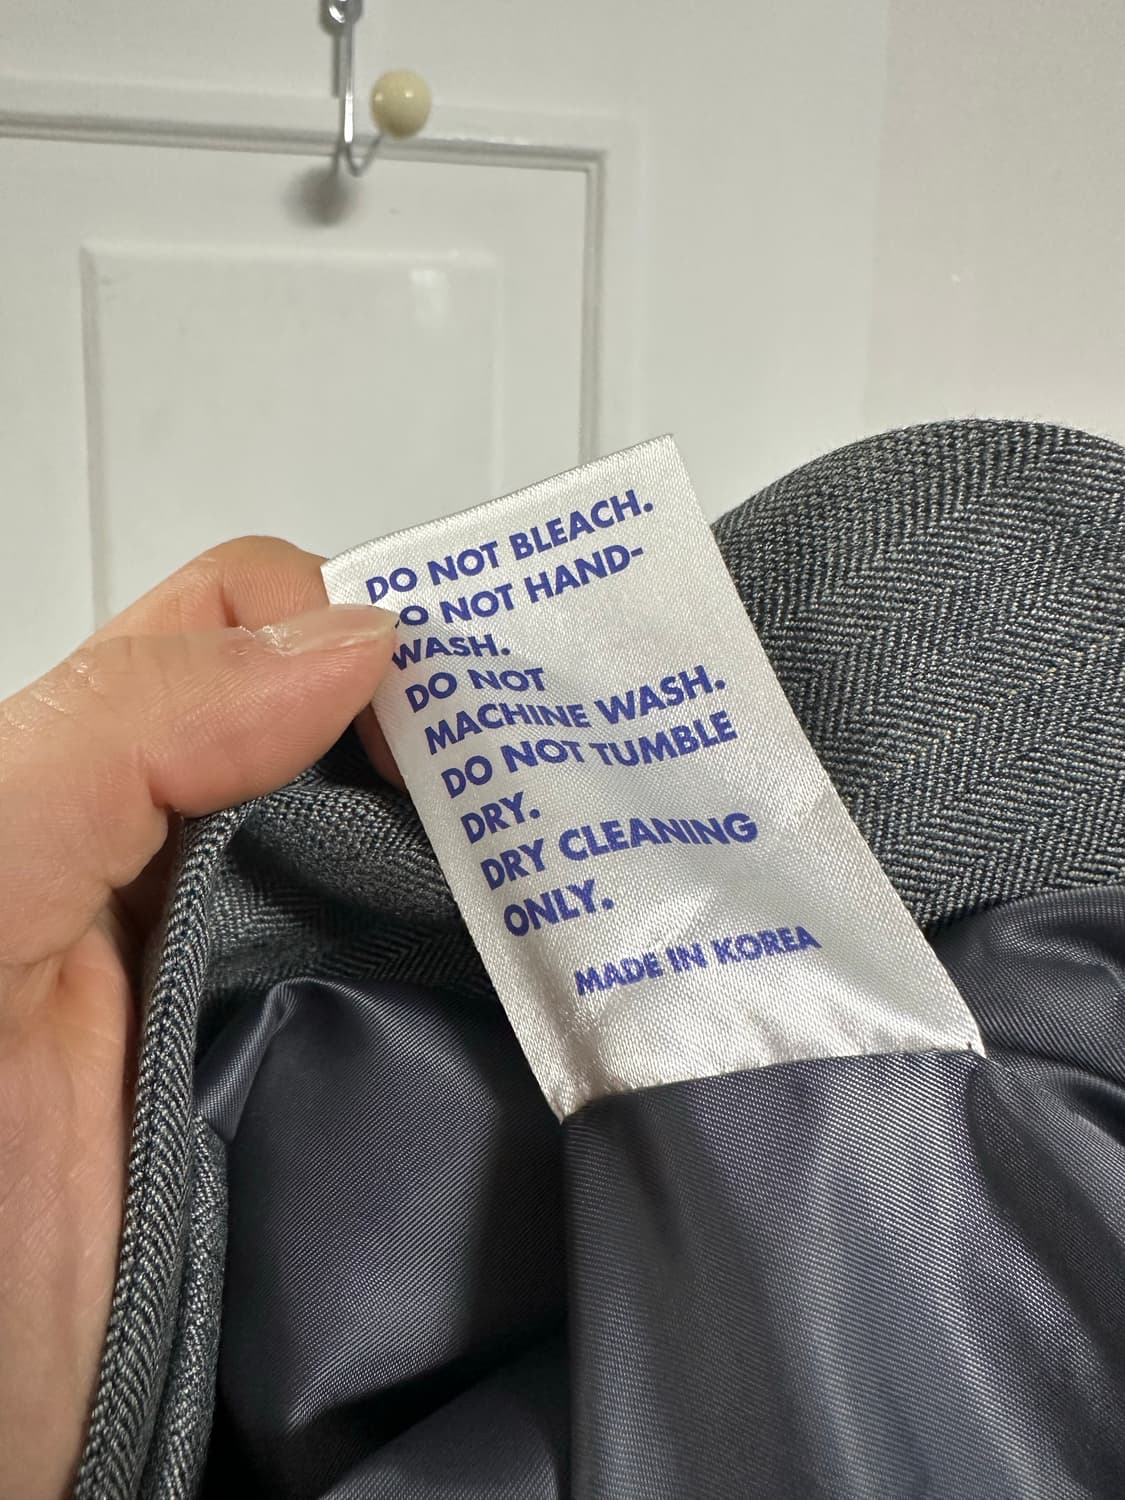 DO NOT BLEACH.
DO NOT HAND-
WASH.
DO NOT
MACHINE WASH.
DO NOT TUMBLE
DRY.
DRY CLEANING
ONLY.
MADE IN KOREA